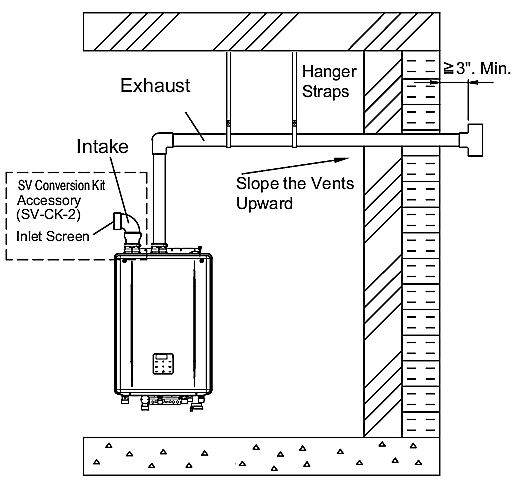 ≧3". Min.
Hanger
Straps
Exhaust
Intake
Slope the Vents
Upward
SV Conversion Kit
Accessory
(SV-CK-2)
Inlet Screen